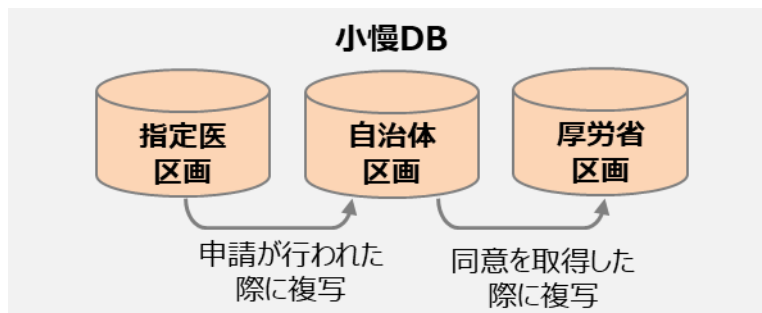 小慢DB
指定医
区画
自治体
区画
厚労省
区画
申請が行われた
際に複写
同意を取得した
際に複写